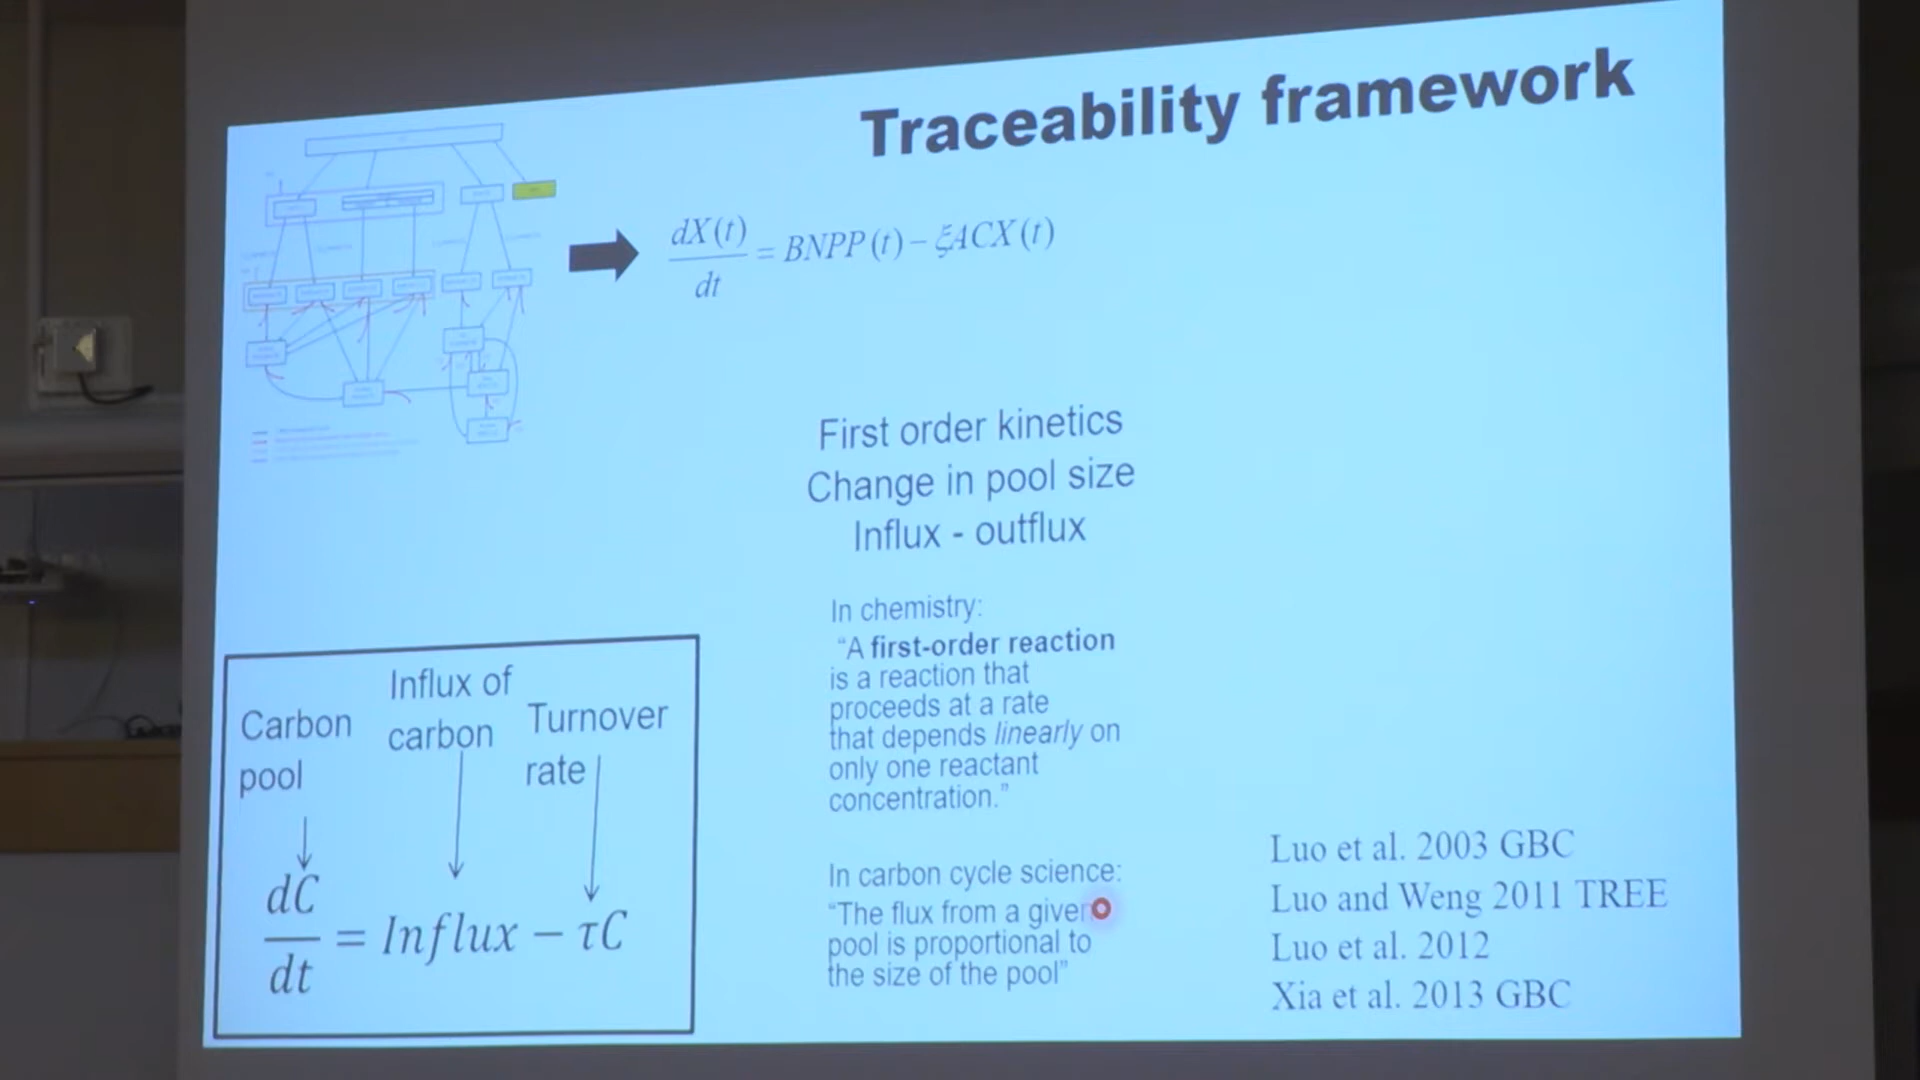 Traceability framework
dX(t)
dt
= BNPP(t) − ξACX(t)
First order kinetics
Change in pool size
Influx - outflux
In chemistry:
“A first-order reaction
is a reaction that
proceeds at a rate
that depends linearly on
only one reactant
concentration.”
In carbon cycle science:
“The flux from a given
pool is proportional to
the size of the pool”
Carbon
pool
Influx of
carbon
Turnover
rate
dC
dt
= Influx − τC
Luo et al. 2003 GBC
Luo and Weng 2011 TREE
Luo et al. 2012
Xia et al. 2013 GBC